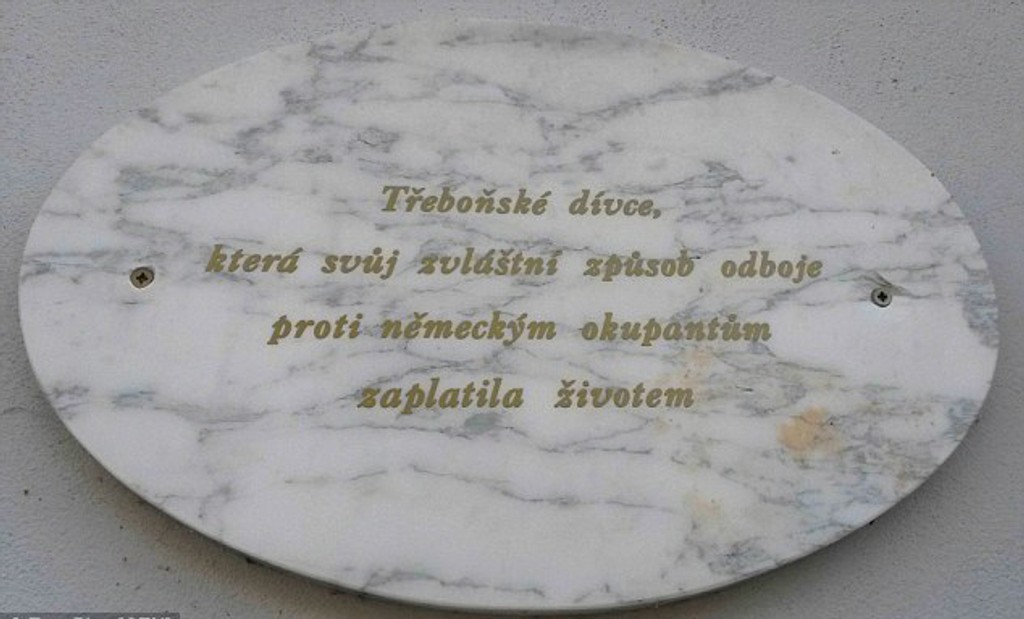 Třeboňské dívce,
která svůj zvláštní způsob odboje
proti německým okupantům
zaplatila životem